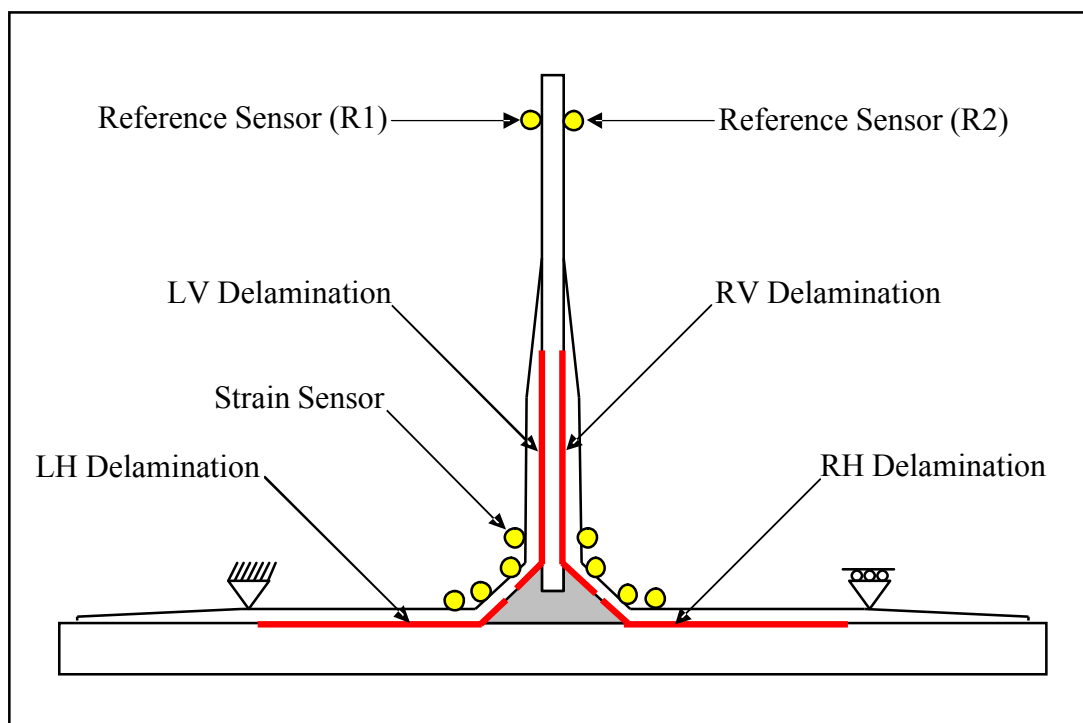 Reference Sensor (R1)
Reference Sensor (R2)
LV Delamination
RV Delamination
Strain Sensor
LH Delamination
RH Delamination